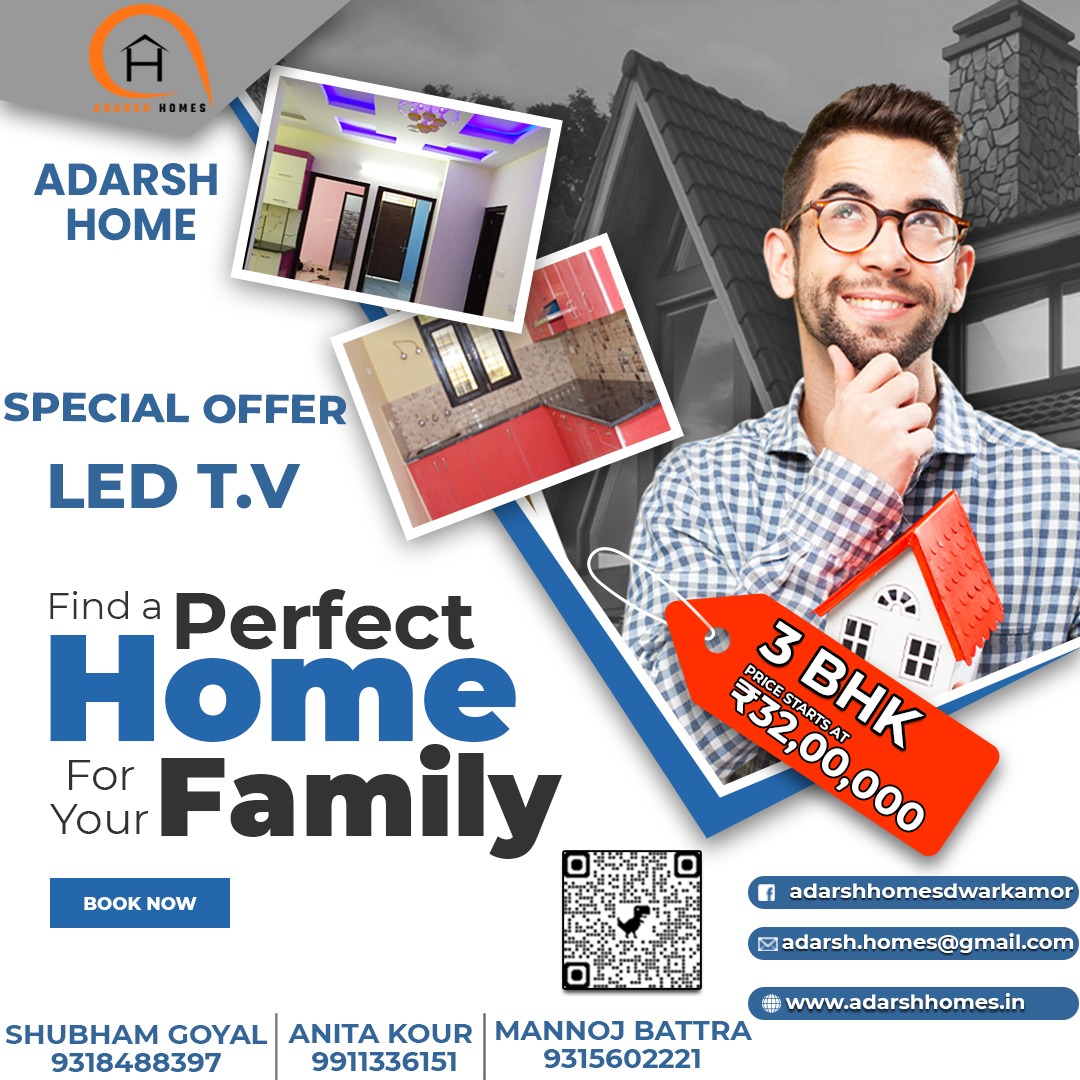 H
ADARSH HOMES
ADARSH
HOME
SPECIAL OFFER
LED T.V
Find a Perfect
Home
For
Your Family
BOOK NOW
3 BHK
PRICE STARTS AT
₹32,00,000
adarshhomesdwarkamor
adarsh.homes@gmail.com
www.adarshhomes.in
SHUBHAM GOYAL
9318488397
ANITA KOUR
9911336151
MANNOJ BATTRA
9315602221